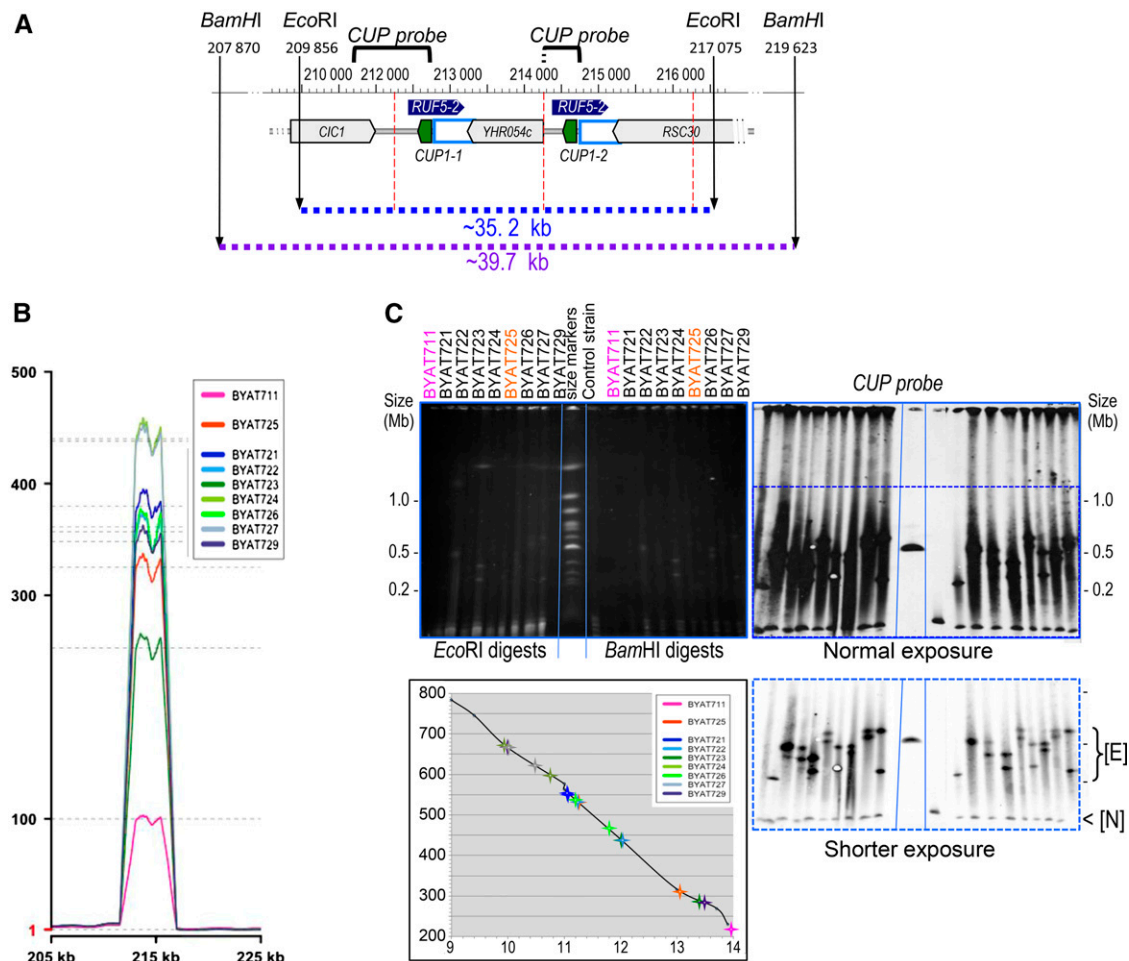 A
BamHI EcoRI CUP probe CUP probe EcoRI BamHI
207 870 209 856 217 075 219 623
210 000 212 000 213 000 214 000 215 000 216 000
RUF5-2 RUF5-2
CIC1 YHR054c RSC30
CUP1-1 CUP1-2
~35. 2 kb
~39.7 kb
B
500
400
300
100
1
205 kb 215 kb 225 kb
BYAT711
BYAT725
BYAT721
BYAT722
BYAT723
BYAT724
BYAT726
BYAT727
BYAT729
C
BYAT711
BYAT721
BYAT722
BYAT723
BYAT724
BYAT725
BYAT726
BYAT727
BYAT729
size markers
Control strain
BYAT711
BYAT721
BYAT722
BYAT723
BYAT724
BYAT725
BYAT726
BYAT727
BYAT729
Size
(Mb)
- 1.0
0.5
0.2 -
EcoRI digests BamHI digests
CUP probe
Size
(Mb)
- 1.0
- 0.5
- 0.2
Normal exposure
[E]
< [N]
Shorter exposure
800
700
600
500
400
300
200
9 10 11 12 13 14
BYAT711
BYAT725
BYAT721
BYAT722
BYAT723
BYAT724
BYAT726
BYAT727
BYAT729